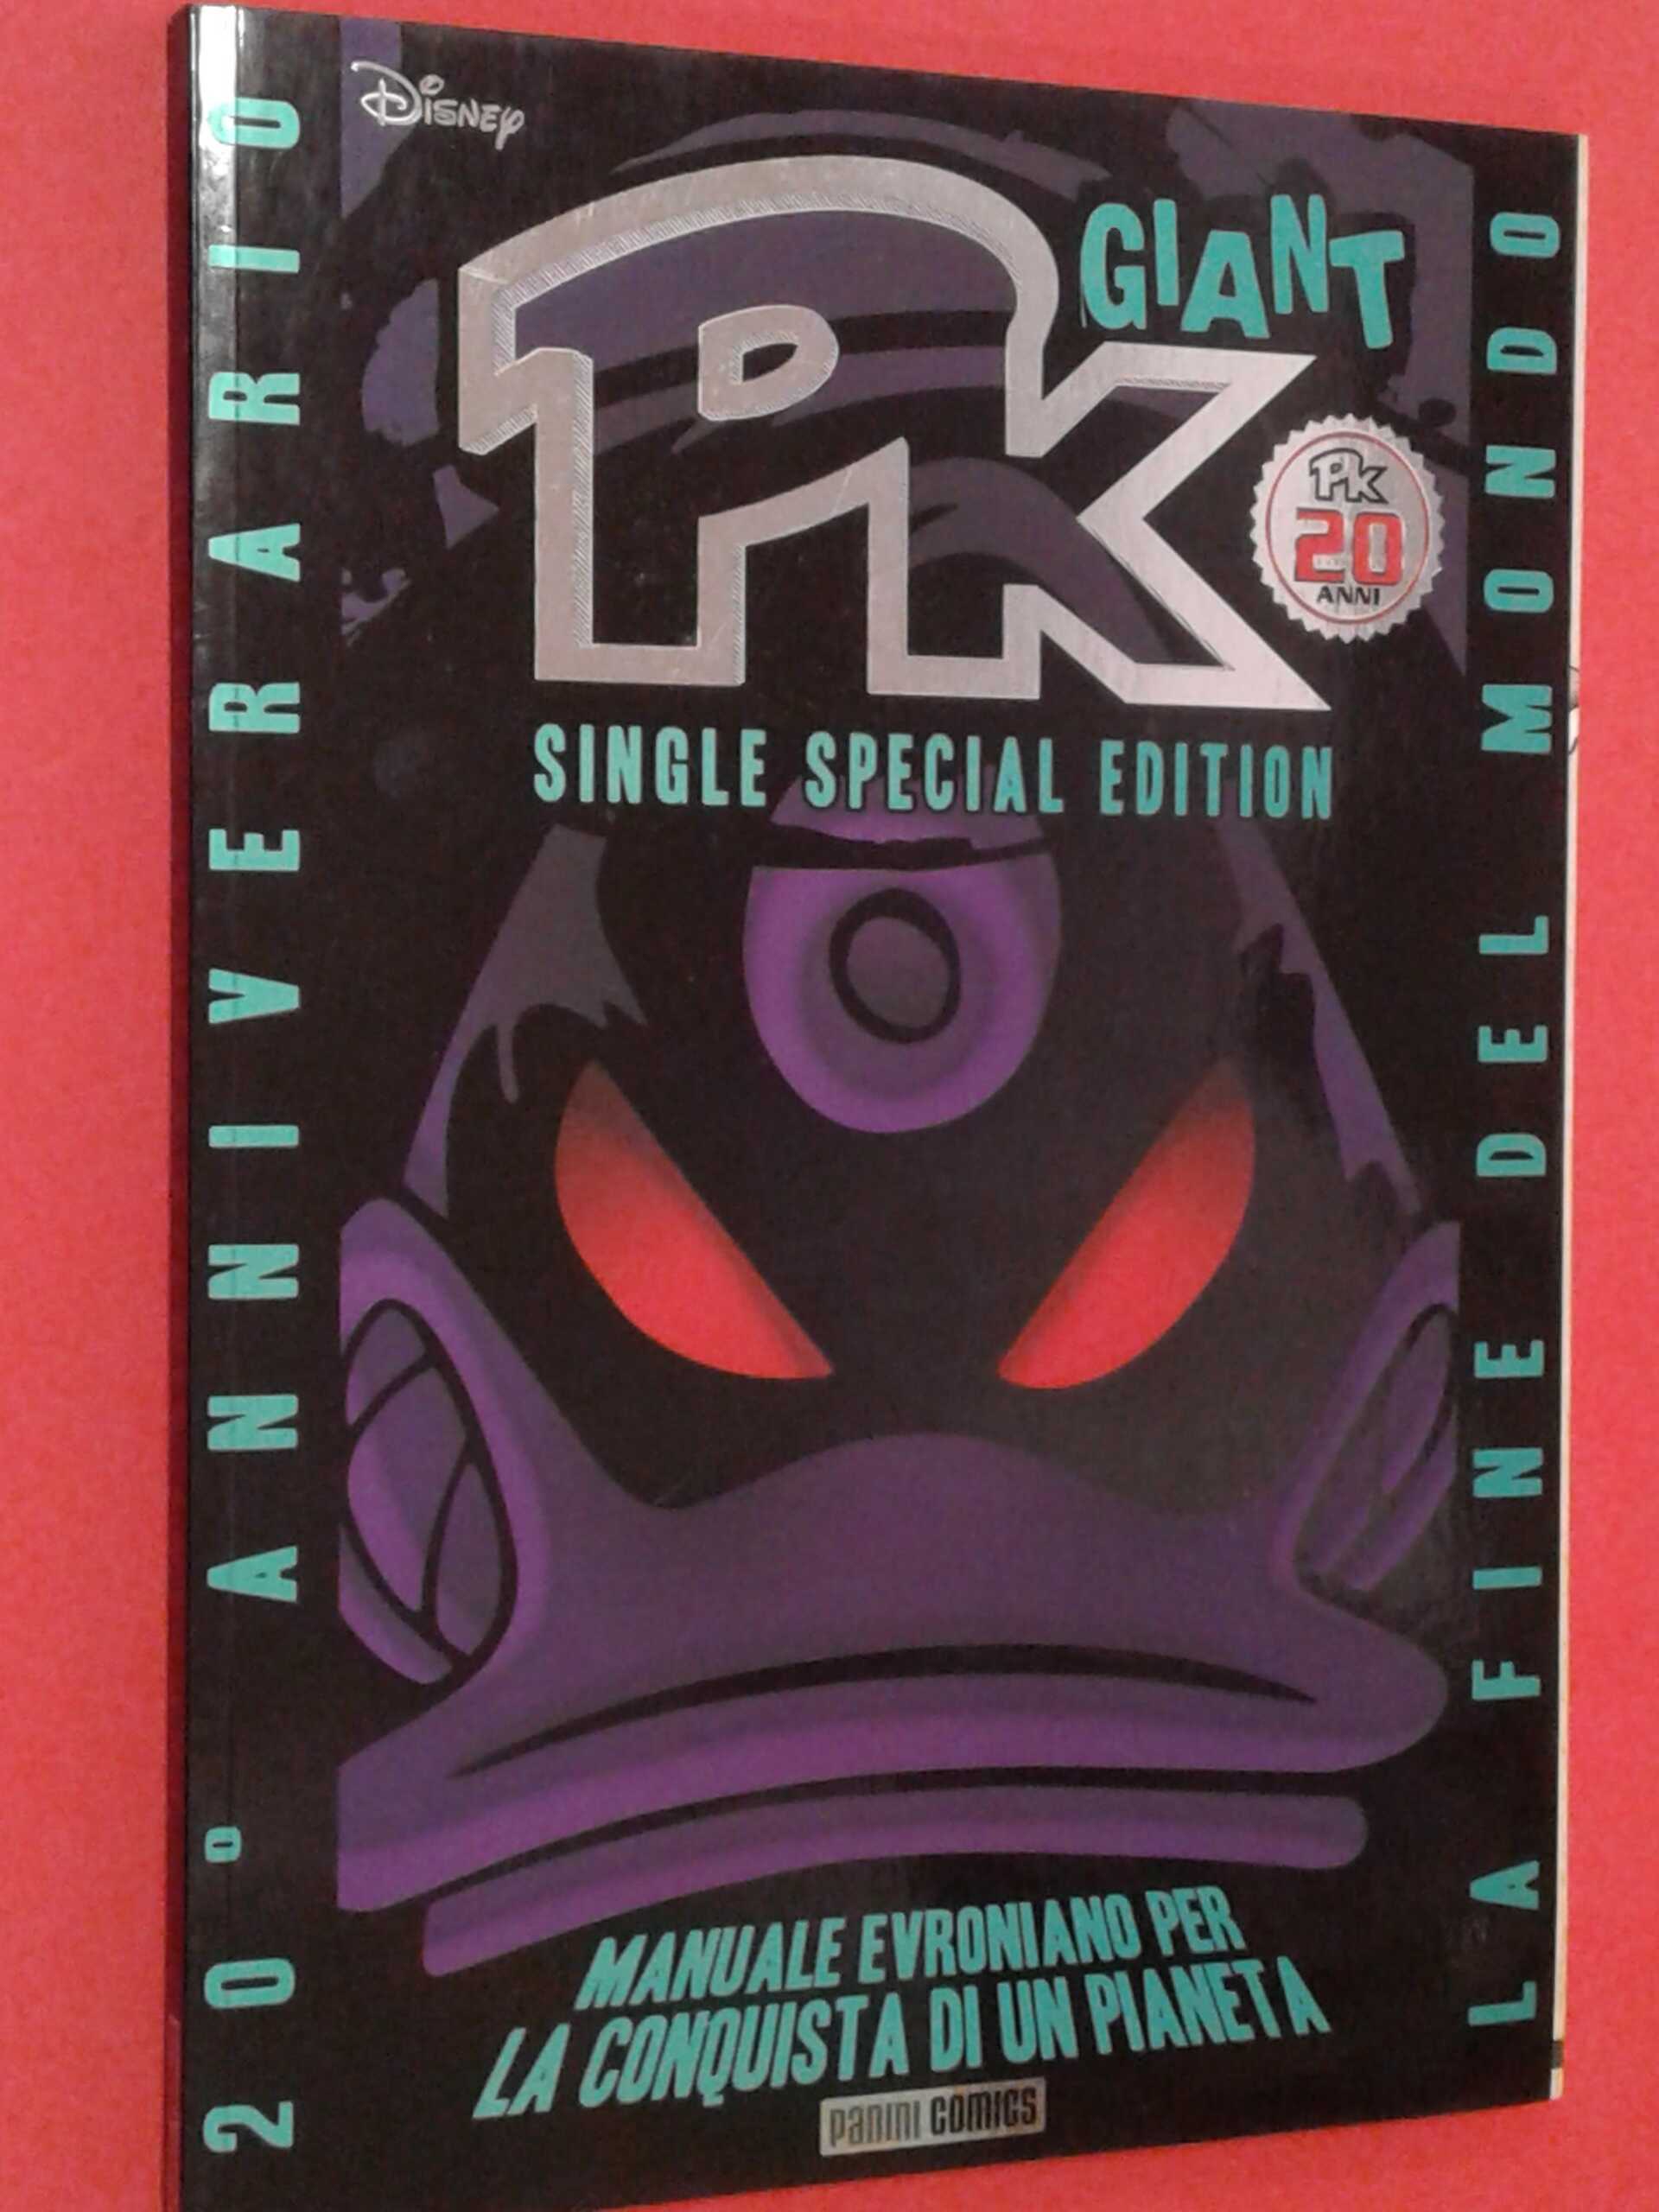 DISNEY
PK
GIANT
PK
20
ANNI
SINGLE SPECIAL EDITION
20° ANNIVERARIO
LA FINE DEL MONDO
MANUALE EVRONIANO PER
LA CONQUISTA DI UN PIANETA
PANINI COMICS